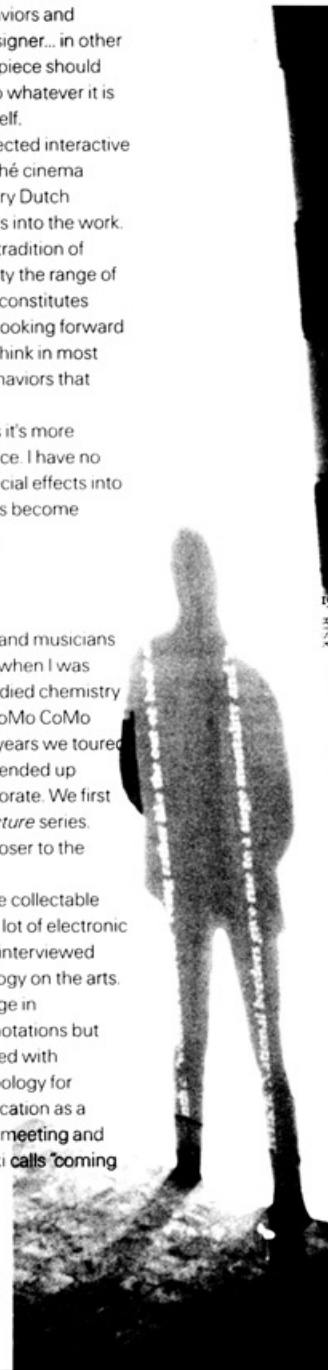 viors and
signer... in other
piece should
o whatever it is
elf.
ected interactive
hé cinema
ry Dutch
s into the work.
tradition of
ty the range of
constitutes
ooking forward
hink in most
haviors that
s it's more
ce. I have no
cial effects into
s become
and musicians
when I was
died chemistry
oMo CoMo
years we toured
ended up
orate. We first
ture series.
oser to the
e collectable
lot of electronic
interviewed
ogy on the arts.
ge in
notations but
ed with
pology for
cation as a
meeting and
i calls "coming